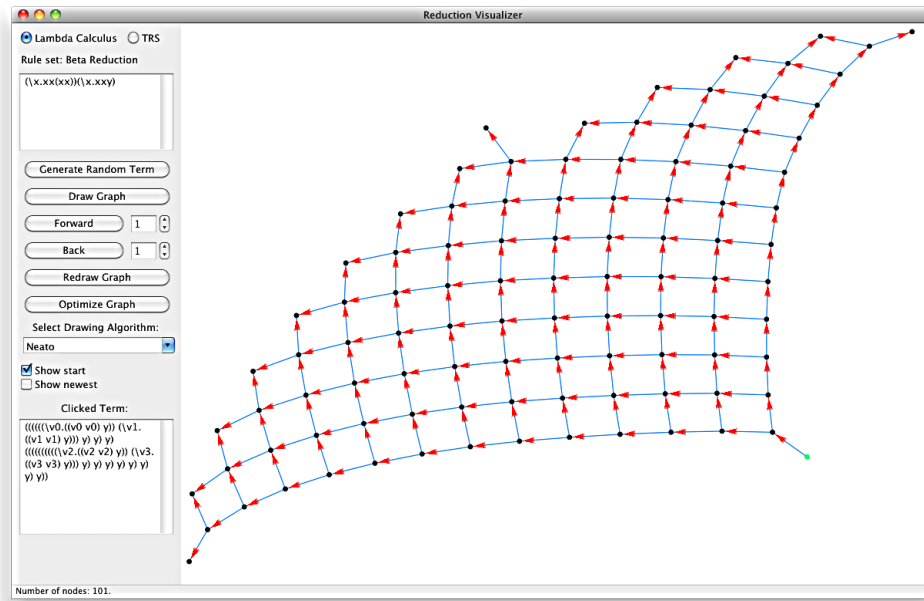 Reduction Visualizer
Lambda Calculus TRS
Rule set: Beta Reduction
(\x.xx(xx))(\x.xxy)
Generate Random Term
Draw Graph
Forward 1
Back 1
Redraw Graph
Optimize Graph
Select Drawing Algorithm:
Neato
Show start
Show newest
Clicked Term:
((((((\v0.((v0 v0) y)) (\v1.
((v1 v1) y))) y) y) y)
((((((((((\v2.((v2 v2) y)) (\v3.
((v3 v3) y))) y) y) y) y) y) y)
y) y))
Number of nodes: 101.